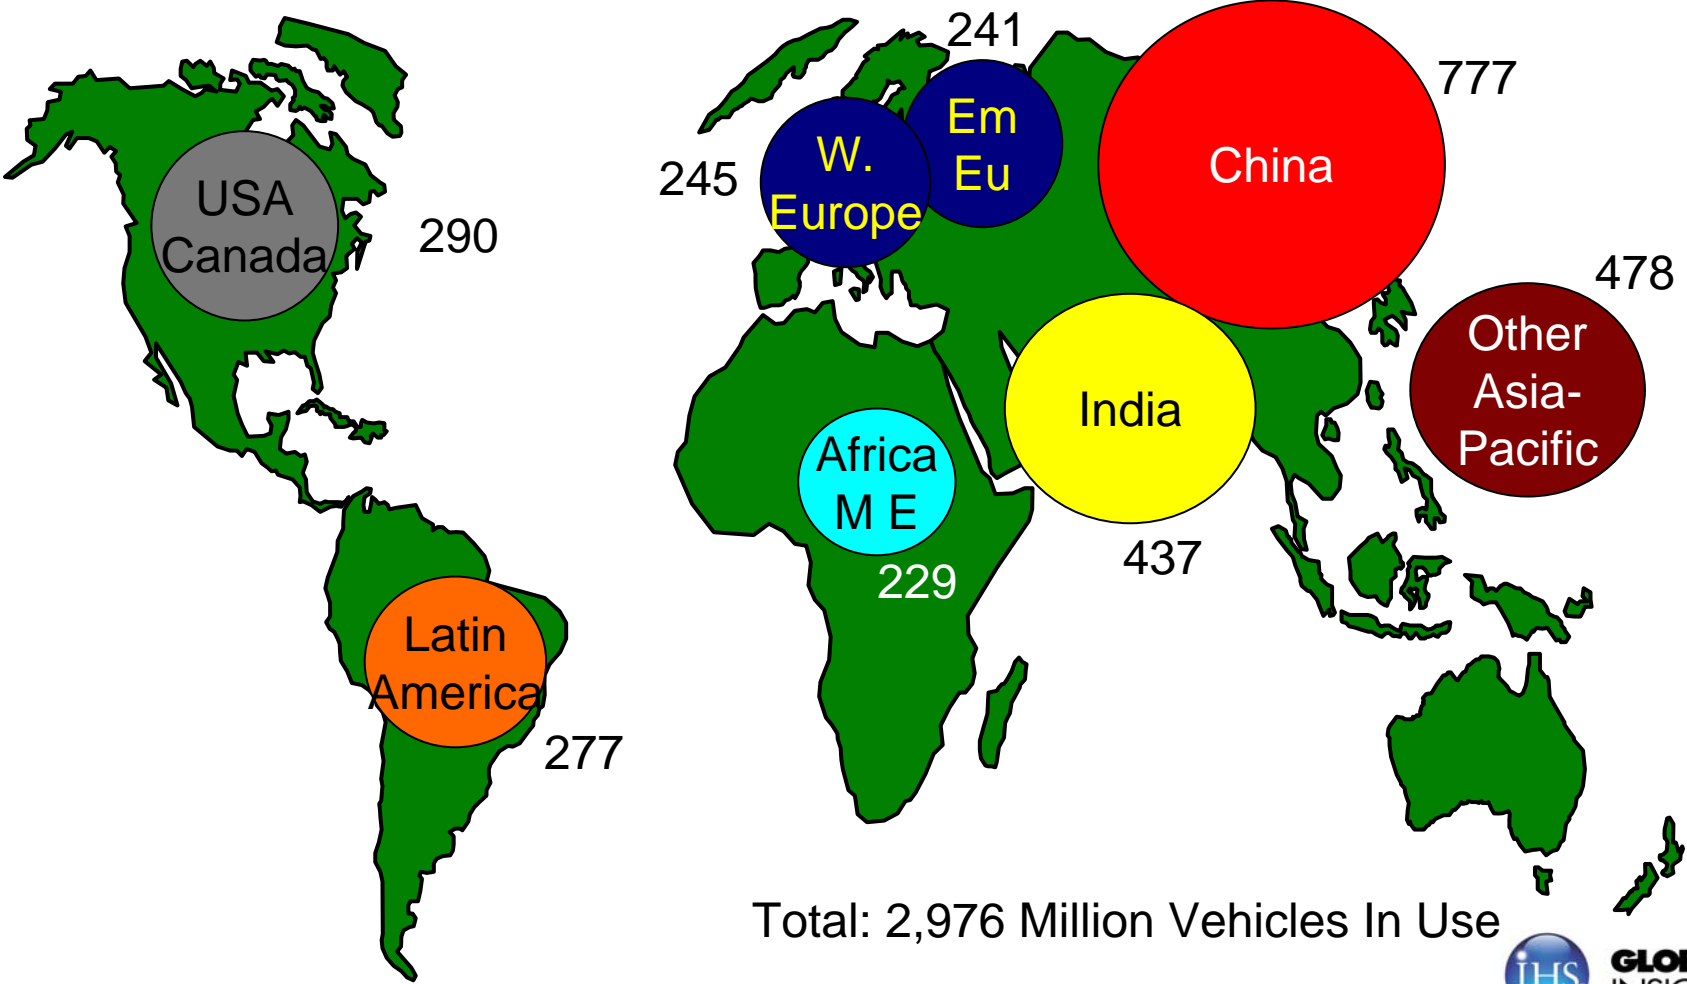 241
777
Em
Eu
W.
Europe
245
China
USA
Canada
290
478
Other
Asia-
Pacific
India
437
Africa
M E
229
Latin
America
277
Total: 2,976 Million Vehicles In Use
IHS